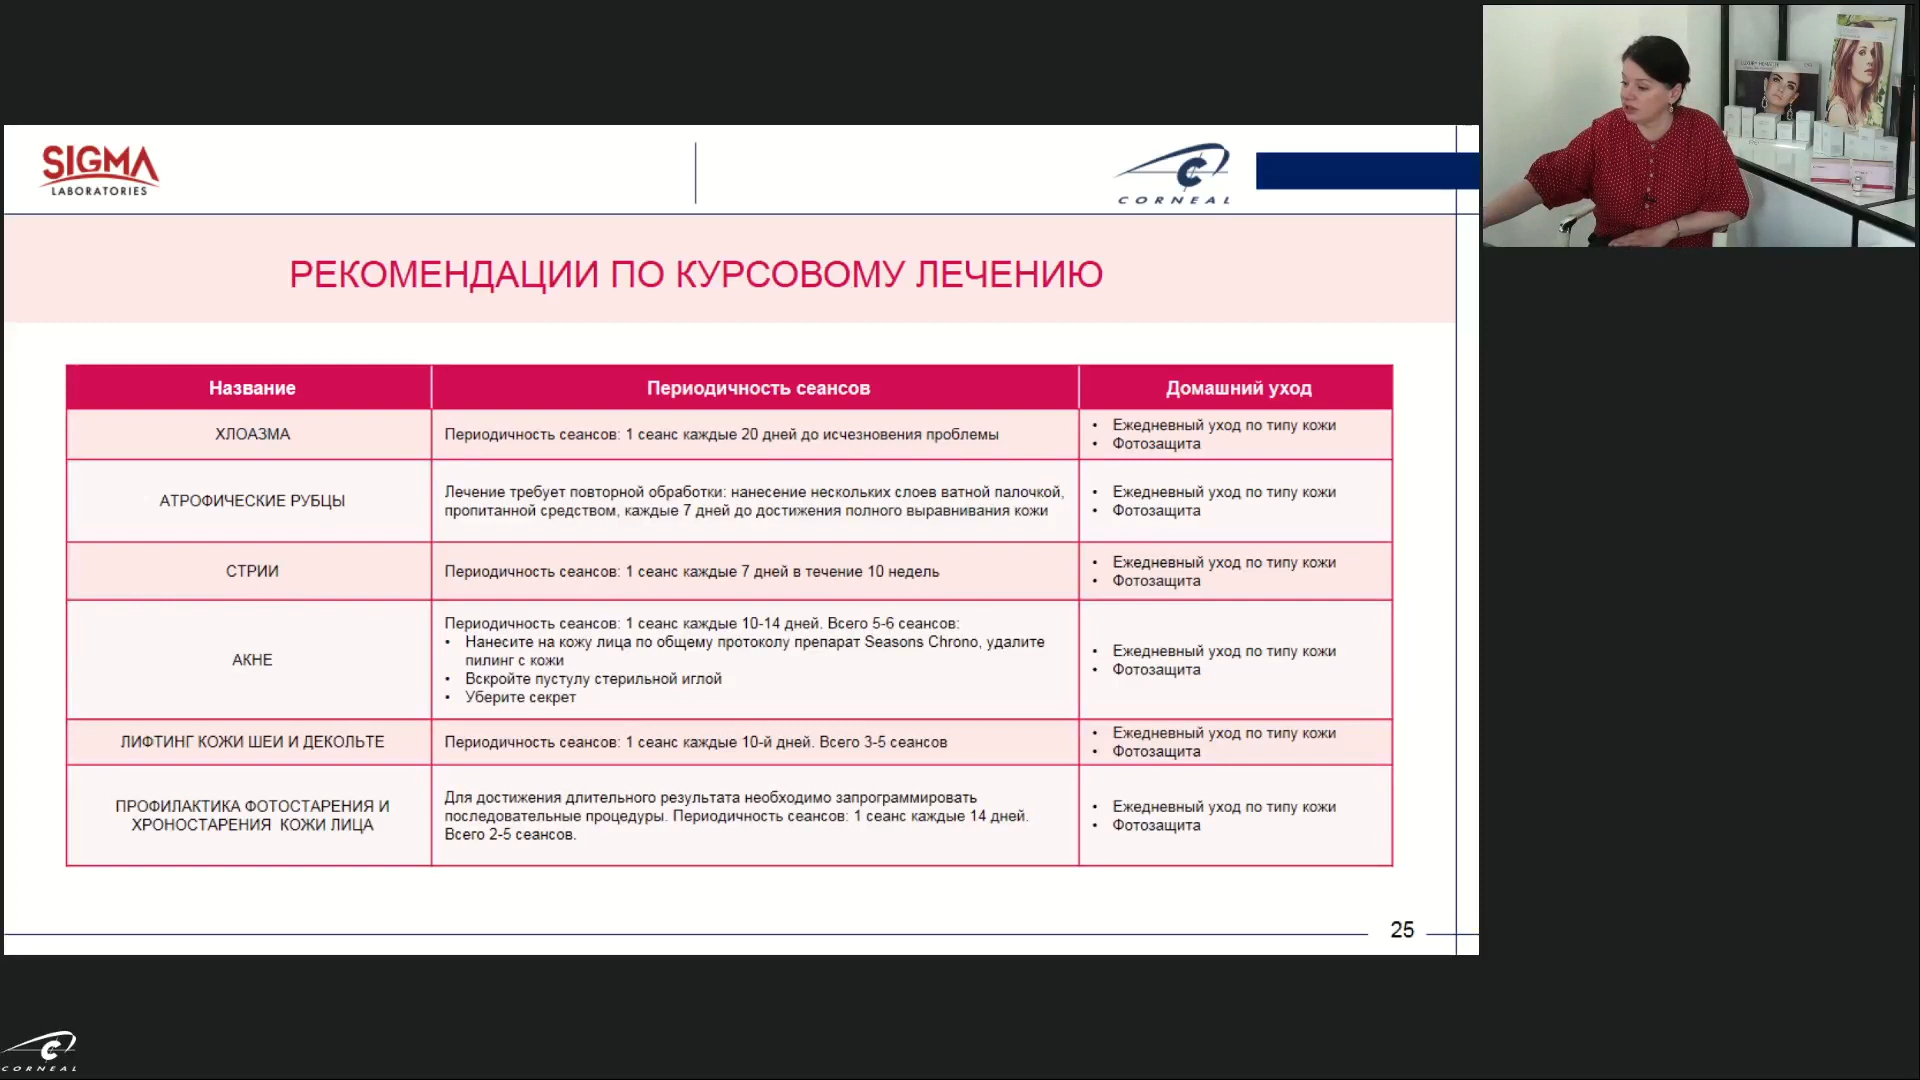 SIGMA
LABORATORIES
C
CORNEAL
РЕКОМЕНДАЦИИ ПО КУРСОВОМУ ЛЕЧЕНИЮ
Название
Периодичность сеансов
Домашний уход
ХЛОАЗМА
Периодичность сеансов: 1 сеанс каждые 20 дней до исчезновения проблемы
• Ежедневный уход по типу кожи
• Фотозащита
АТРОФИЧЕСКИЕ РУБЦЫ
Лечение требует повторной обработки: нанесение нескольких слоев ватной палочкой,
пропитанной средством, каждые 7 дней до достижения полного выравнивания кожи
• Ежедневный уход по типу кожи
• Фотозащита
СТРИИ
Периодичность сеансов: 1 сеанс каждые 7 дней в течение 10 недель
• Ежедневный уход по типу кожи
• Фотозащита
АКНЕ
Периодичность сеансов: 1 сеанс каждые 10-14 дней. Всего 5-6 сеансов:
• Нанесите на кожу лица по общему протоколу препарат Seasons Chrono, удалите
пилинг с кожи
• Вскройте пустулу стерильной иглой
• Уберите секрет
• Ежедневный уход по типу кожи
• Фотозащита
ЛИФТИНГ КОЖИ ШЕИ И ДЕКОЛЬТЕ
Периодичность сеансов: 1 сеанс каждые 10-й дней. Всего 3-5 сеансов
• Ежедневный уход по типу кожи
• Фотозащита
ПРОФИЛАКТИКА ФОТОСТАРЕНИЯ И
ХРОНОСТАРЕНИЯ КОЖИ ЛИЦА
Для достижения длительного результата необходимо запрограммировать
последовательные процедуры. Периодичность сеансов: 1 сеанс каждые 14 дней.
Всего 2-5 сеансов.
• Ежедневный уход по типу кожи
• Фотозащита
25
C
CORNEAL